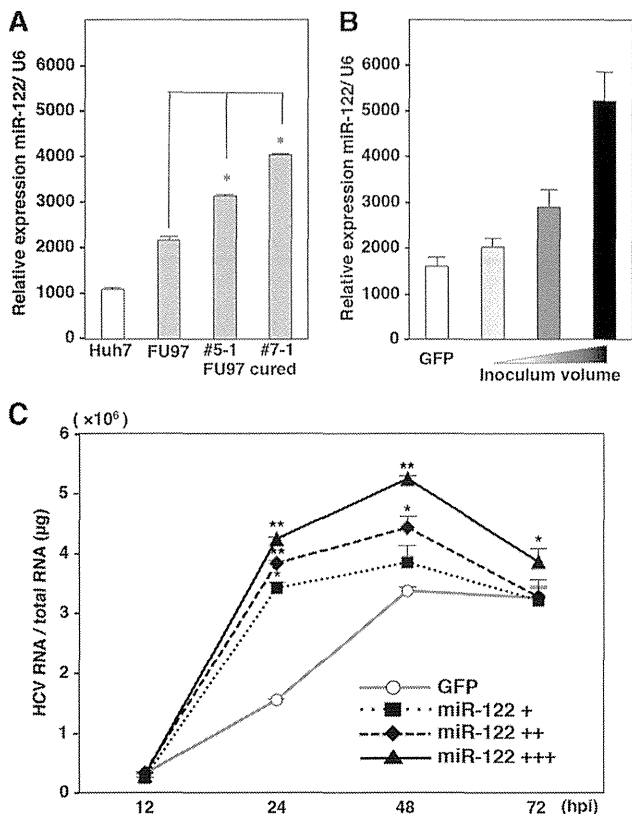 A
Relative expression miR-122/ U6
6000
5000
4000
3000
2000
1000
0
*
*
Huh7
FU97
#5-1
#7-1
FU97 cured
B
Relative expression miR-122/ U6
6000
5000
4000
3000
2000
1000
0
GFP
Inoculum volume
C
(×10⁶)
HCV RNA / total RNA (µg)
6
5
4
3
2
1
0
**
**
*
**
*
*
GFP
miR-122 +
miR-122 ++
miR-122 +++
12
24
48
72
(hpi)